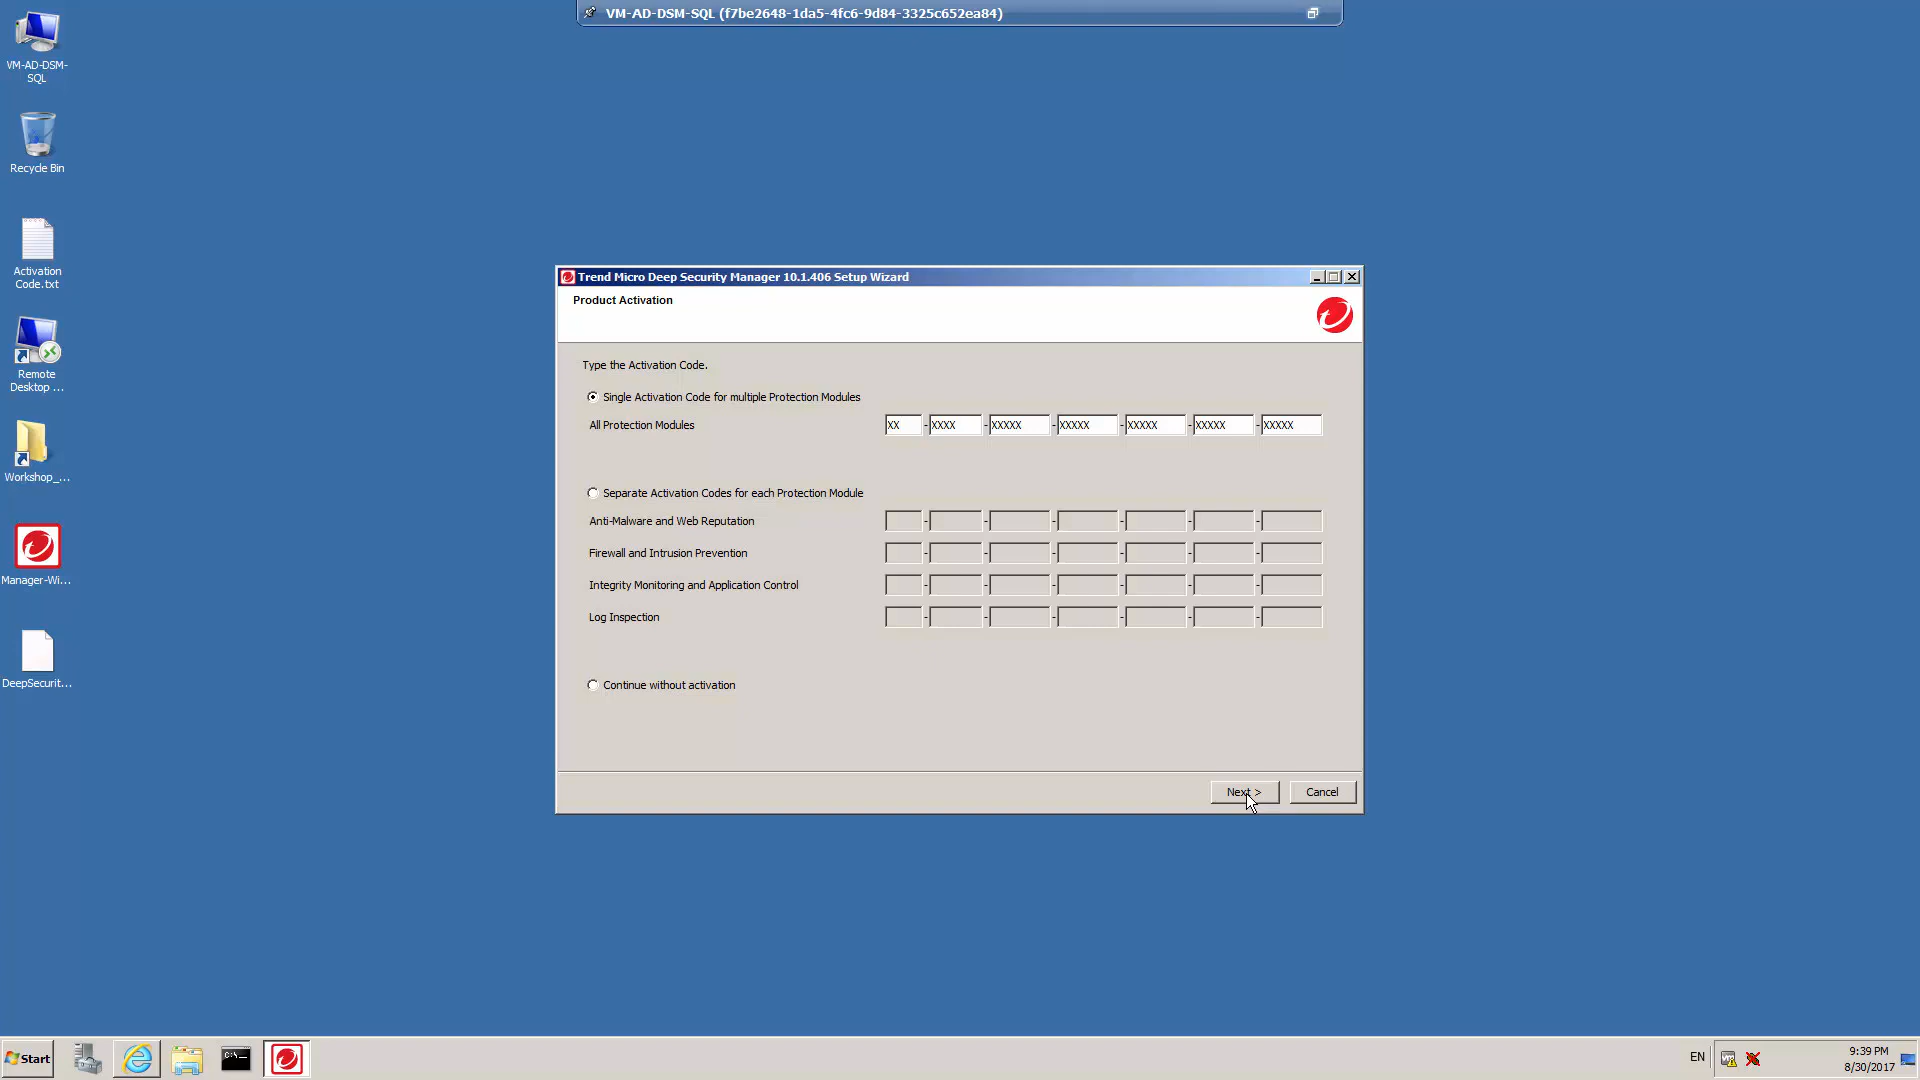 VM-AD-DSM-SQL (f7be2648-1da5-4fc6-9d84-3325c652ea84)
VM-AD-DSM-
SQL
Recycle Bin
Activation
Code.txt
Remote
Desktop ...
Workshop_...
Manager-Wi...
DeepSecurit...
Trend Micro Deep Security Manager 10.1.406 Setup Wizard
Product Activation
Type the Activation Code.
Single Activation Code for multiple Protection Modules
All Protection Modules XX - XXXX - XXXXX - XXXXX - XXXXX - XXXXX - XXXXX
Separate Activation Codes for each Protection Module
Anti-Malware and Web Reputation - - - - - -
Firewall and Intrusion Prevention - - - - - -
Integrity Monitoring and Application Control - - - - - -
Log Inspection - - - - - -
Continue without activation
Next > Cancel
Start
C:\_
EN
9:39 PM
8/30/2017